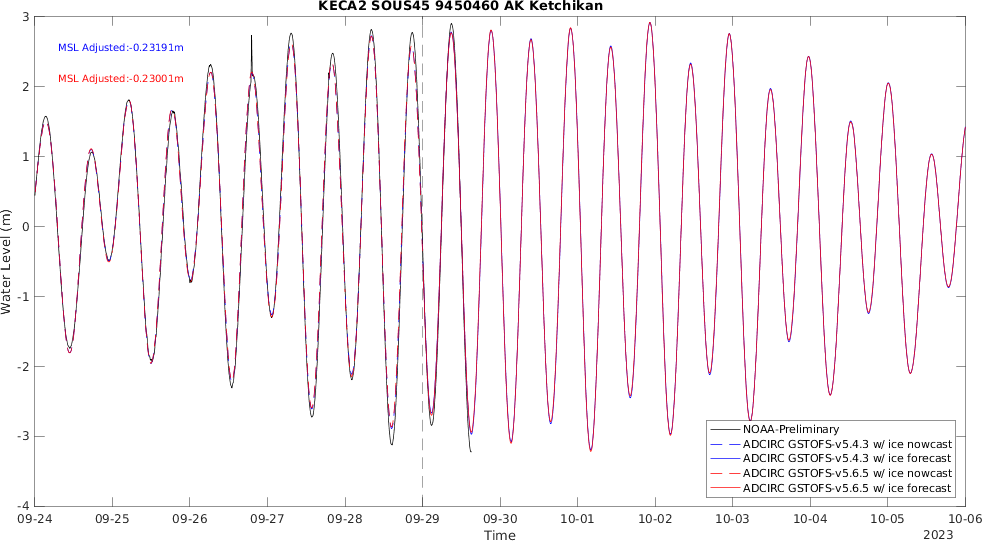 KECA2 SOUS45 9450460 AK Ketchikan
MSL Adjusted:-0.23191m
MSL Adjusted:-0.23001m
3
2
1
0
-1
-2
-3
-4
Water Level (m)
NOAA-Preliminary
ADCIRC GSTOFS-v5.4.3 w/ ice nowcast
ADCIRC GSTOFS-v5.4.3 w/ ice forecast
ADCIRC GSTOFS-v5.6.5 w/ ice nowcast
ADCIRC GSTOFS-v5.6.5 w/ ice forecast
09-24 09-25 09-26 09-27 09-28 09-29 09-30 10-01 10-02 10-03 10-04 10-05 10-06
Time
2023